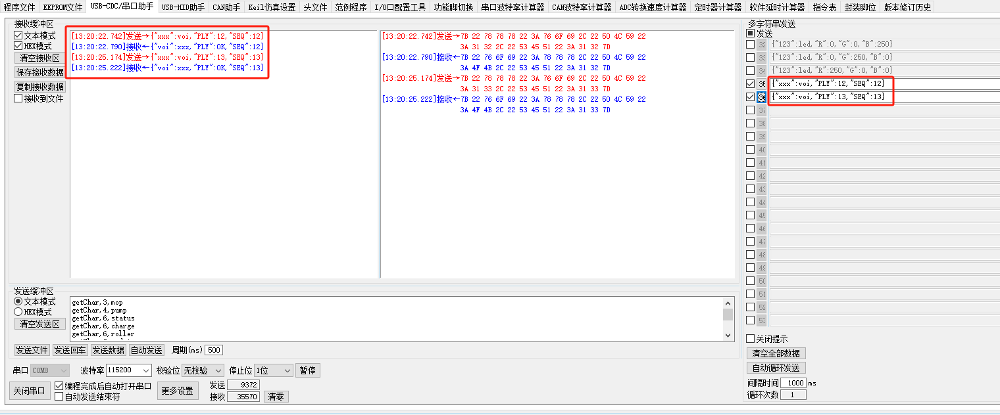 程序文件 EEPROM文件 USB-CDC/串口助手 USB-HID助手 CAN助手 Keil仿真设置 头文件 范例程序 I/O口配置工具 功能脚切换 串口波特率计算器 CAN波特率计算器 ADC转换速度计算器 定时器计算器 软件延时计算器 指令表 封装脚位 版本修订历史
接收缓冲区
文本模式
HEX模式
清空接收区
保存接收数据
复制接收数据
接收到文件
[13:20:22.742]发送→{"xxx":voi,"PLY":12,"SEQ":12}
[13:20:22.790]接收←{"voi":xxx,"PLY":OK,"SEQ":12}
[13:20:25.174]发送→{"xxx":voi,"PLY":13,"SEQ":13}
[13:20:25.222]接收←{"voi":xxx,"PLY":OK,"SEQ":13}
[13:20:22.742]发送→7B 22 78 78 78 22 3A 76 6F 69 2C 22 50 4C 59 22
3A 31 32 2C 22 53 45 51 22 3A 31 32 7D
[13:20:22.790]接收←7B 22 76 6F 69 22 3A 78 78 78 2C 22 50 4C 59 22
3A 4F 4B 2C 22 53 45 51 22 3A 31 32 7D
[13:20:25.174]发送→7B 22 78 78 78 22 3A 76 6F 69 2C 22 50 4C 59 22
3A 31 33 2C 22 53 45 51 22 3A 31 33 7D
[13:20:25.222]接收←7B 22 76 6F 69 22 3A 78 78 78 2C 22 50 4C 59 22
3A 4F 4B 2C 22 53 45 51 22 3A 31 33 7D
多字符串发送
发送
32 {"123":led,"R":0,"G":0,"B":250}
33 {"123":led,"R":0,"G":250,"B":0}
34 {"123":led,"R":250,"G":0,"B":0}
35 {"xxx":voi,"PLY":12,"SEQ":12}
36 {"xxx":voi,"PLY":13,"SEQ":13}
37
38
39
40
41
42
43
44
45
46
47
48
49
50
51
52
53
关闭提示
清空全部数据
自动循环发送
间隔时间 1000 ms
循环次数 1
发送缓冲区
文本模式
HEX模式
清空发送区
getChar,3,mop
getChar,4,pump
getChar,6,status
getChar,6,charge
getChar,6,roller
发送文件 发送回车 发送数据 自动发送 周期(ms) 500
串口 COM8 波特率 115200 校验位 无校验 停止位 1位 暂停
关闭串口 编程完成后自动打开串口 更多设置 发送 9372
自动发送结束符 接收 35570 清零